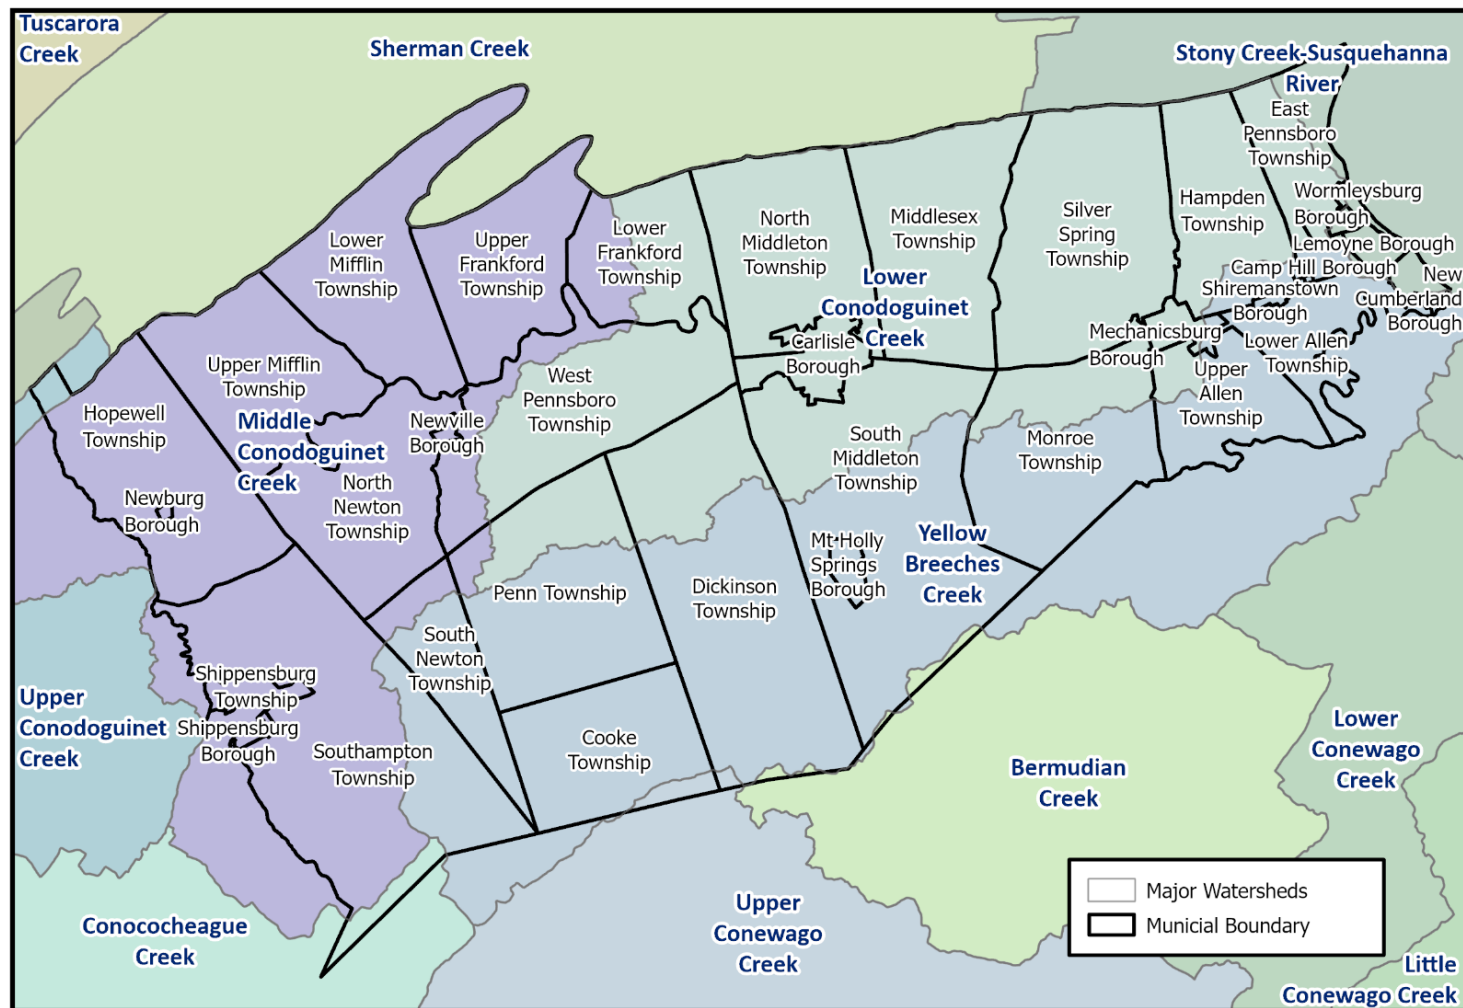 Tuscarora
Creek
Sherman Creek
Stony Creek-Susquehanna
River
East
Pennsboro
Township
Wormleysburg
Borough
Hampden
Township
Lemoyne Borough
Camp Hill Borough
New
Cumberland
Borough
Shiremanstown
Borough
Lower Allen
Township
Silver
Spring
Township
Middlesex
Township
North
Middleton
Township
Lower
Frankford
Township
Upper
Frankford
Township
Lower
Mifflin
Township
Lower
Conodoguinet
Creek
Carlisle
Borough
Mechanicsburg
Borough
Upper
Allen
Township
Upper Mifflin
Township
West
Pennsboro
Township
Hopewell
Township
Middle
Conodoguinet
Creek
Newville
Borough
North
Newton
Township
Newburg
Borough
South
Middleton
Township
Monroe
Township
Yellow
Breeches
Creek
Mt Holly
Springs
Borough
Penn Township
Dickinson
Township
South
Newton
Township
Shippensburg
Township
Shippensburg
Borough
Southampton
Township
Cooke
Township
Upper
Conodoguinet
Creek
Lower
Conewago
Creek
Bermudian
Creek
Conococheague
Creek
Upper
Conewago
Creek
Major Watersheds
Municial Boundary
Little
Conewago Creek